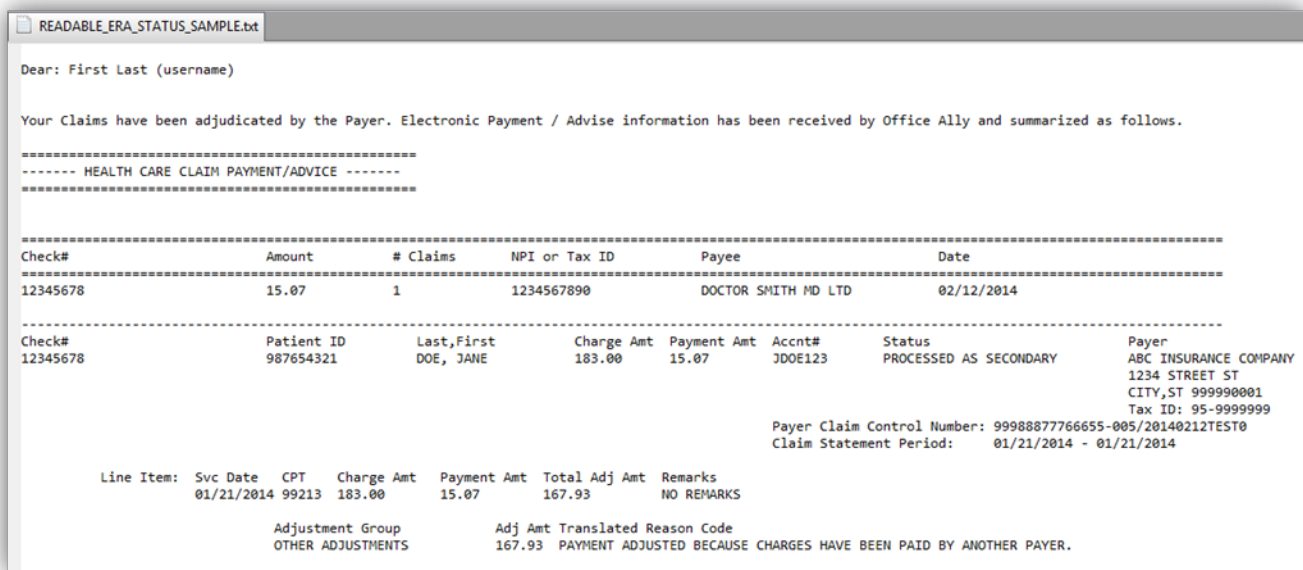 READABLE_ERA_STATUS_SAMPLE.txt
Dear: First Last (username)
Your Claims have been adjudicated by the Payer. Electronic Payment / Advise information has been received by Office Ally and summarized as follows.
==================================================
------- HEALTH CARE CLAIM PAYMENT/ADVICE -------
==================================================
Check# Amount # Claims NPI or Tax ID Payee Date
12345678 15.07 1 1234567890 DOCTOR SMITH MD LTD 02/12/2014
Check# Patient ID Last,First Charge Amt Payment Amt Accnt# Status Payer
12345678 987654321 DOE, JANE 183.00 15.07 JDOE123 PROCESSED AS SECONDARY ABC INSURANCE COMPANY
1234 STREET ST
CITY,ST 999990001
Tax ID: 95-9999999
Payer Claim Control Number: 99988877766655-005/20140212TEST0
Claim Statement Period: 01/21/2014 - 01/21/2014
Line Item: Svc Date CPT Charge Amt Payment Amt Total Adj Amt Remarks
01/21/2014 99213 183.00 15.07 167.93 NO REMARKS
Adjustment Group Adj Amt Translated Reason Code
OTHER ADJUSTMENTS 167.93 PAYMENT ADJUSTED BECAUSE CHARGES HAVE BEEN PAID BY ANOTHER PAYER.